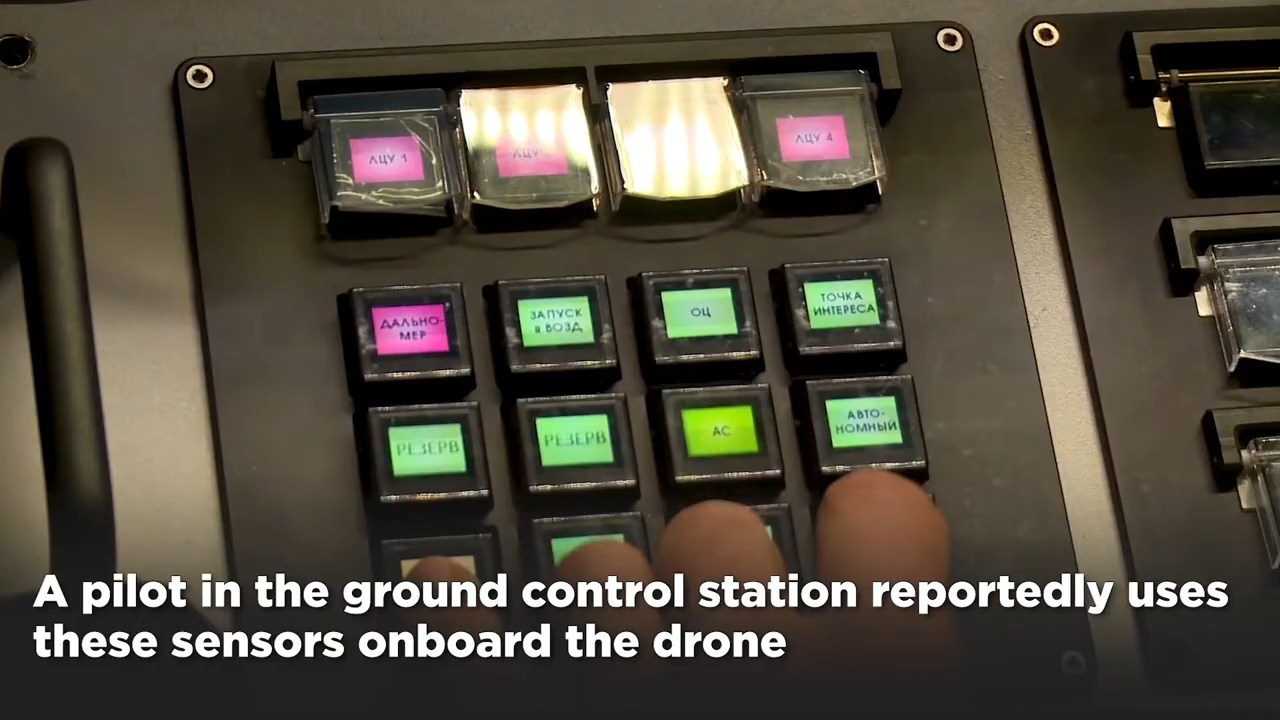 ЛЦУ 1
ЛЦУ
ЛЦУ 4
ДАЛЬНО-
МЕР
ЗАПУСК
в ВОЗД
ОЦ
ТОЧКА
ИНТЕРЕСА
РЕЗЕРВ
РЕЗЕРВ
АС
АВТО-
НОМНЫЙ
A pilot in the ground control station reportedly uses
these sensors onboard the drone